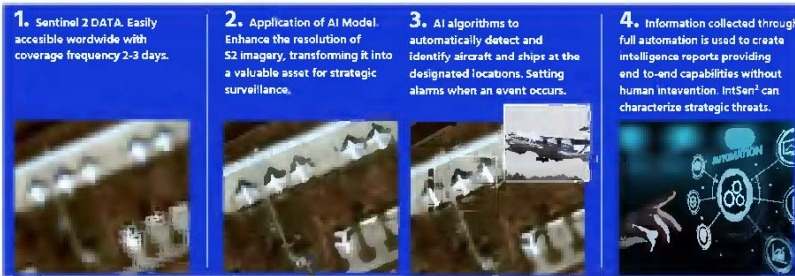 1. Sentinel 2 DATA. Easily
accesible wordwide with
coverage frequency 2-3 days.
2. Application of AI Model.
Enhance the resolution of
S2 imagery, transforming it into
a valuable asset for strategic
surveillance.
3. AI algorithms to
automatically detect and
identify aircraft and ships at the
designated locations. Setting
alarms when an event occurs.
4. Information collected through
full automation is used to create
intelligence reports providing
end to-end capabilities without
human intevention. IntSen² can
characterize strategic threats.
AUTOMATION